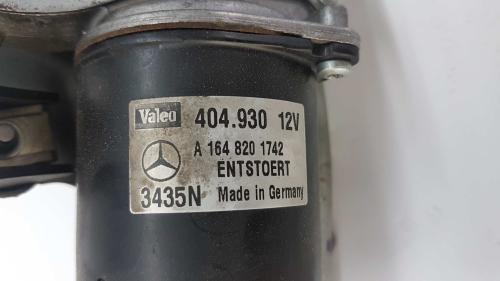 Valeo 404.930 12V
A 164 820 1742
ENTSTOERT
3435N Made in Germany